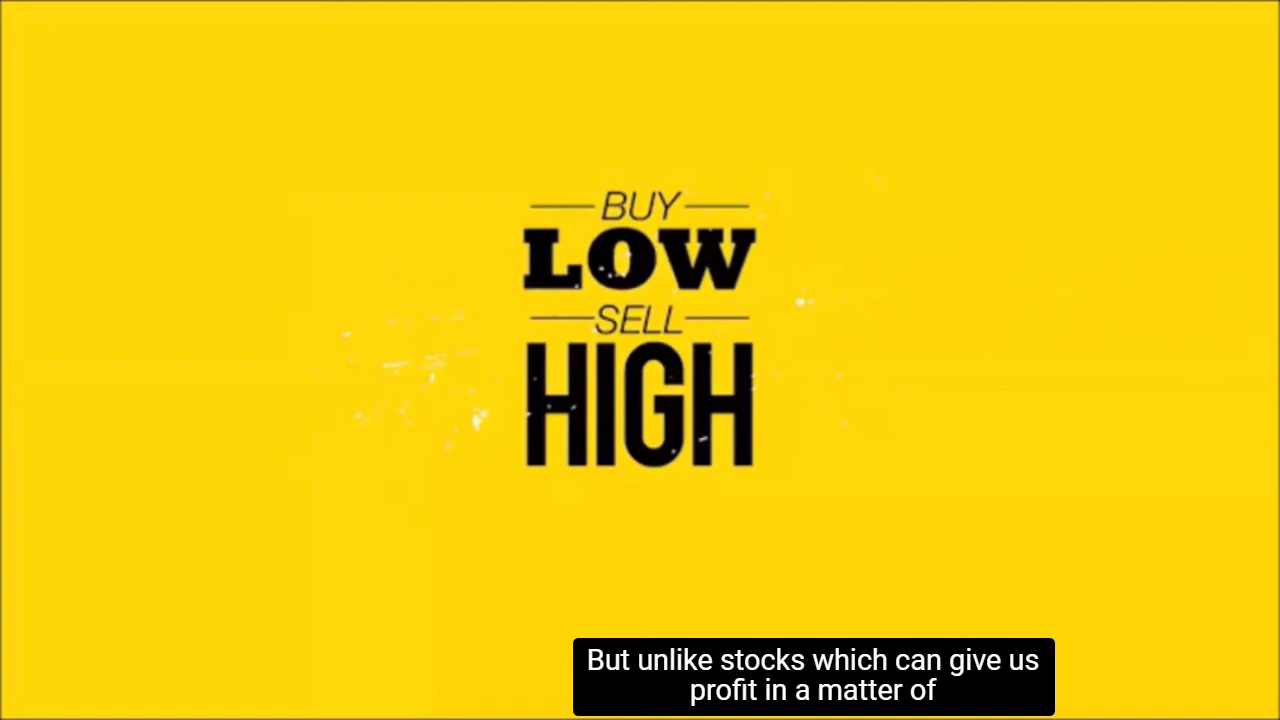 BUY
LOW
SELL
HIGH
But unlike stocks which can give us
profit in a matter of